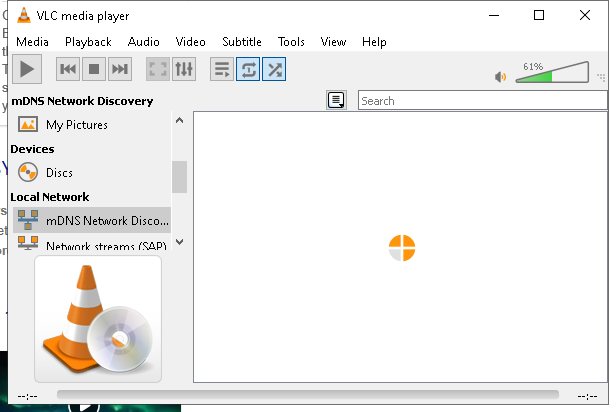 VLC media player
Media Playback Audio Video Subtitle Tools View Help
61%
mDNS Network Discovery
Search
My Pictures
Devices
Discs
Local Network
mDNS Network Disco...
Network streams (SAP)
--:-- --:--